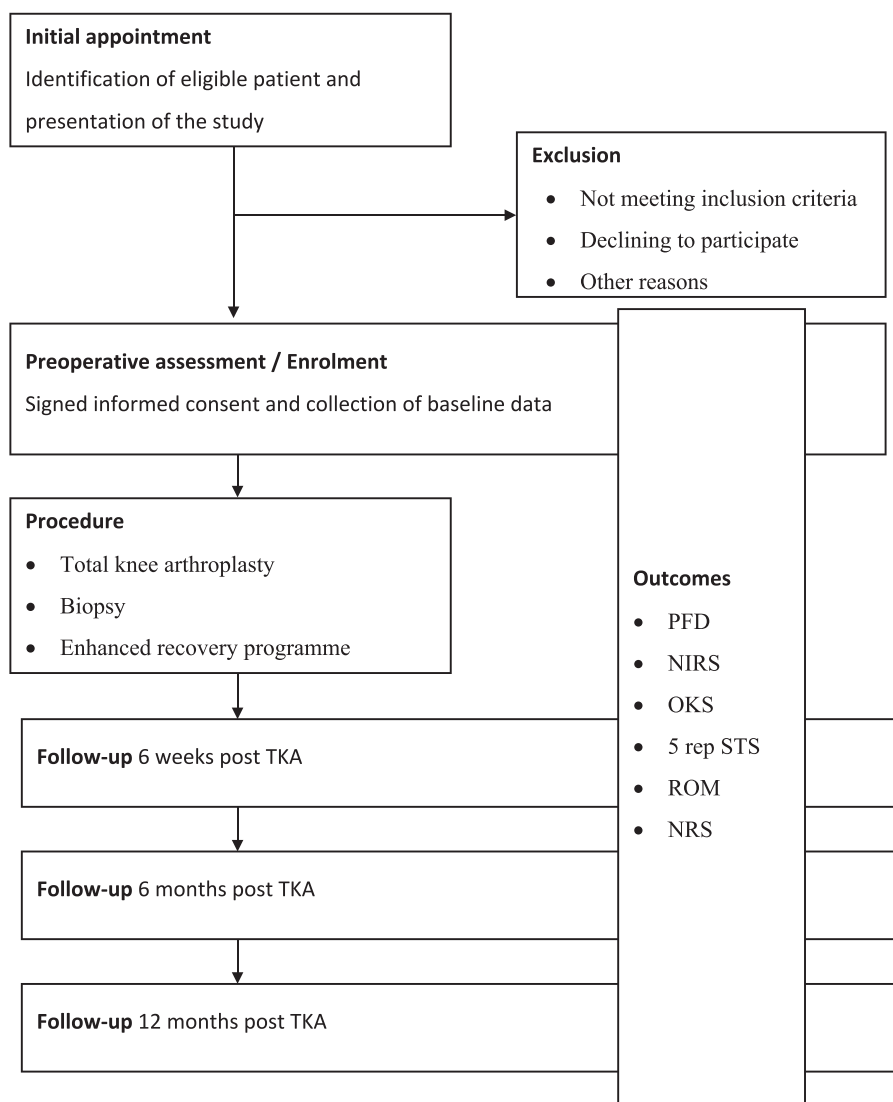 Initial appointment
Identification of eligible patient and
presentation of the study
Exclusion
• Not meeting inclusion criteria
• Declining to participate
• Other reasons
Preoperative assessment / Enrolment
Signed informed consent and collection of baseline data
Procedure
• Total knee arthroplasty
• Biopsy
• Enhanced recovery programme
Outcomes
• PFD
• NIRS
• OKS
• 5 rep STS
• ROM
• NRS
Follow-up 6 weeks post TKA
Follow-up 6 months post TKA
Follow-up 12 months post TKA